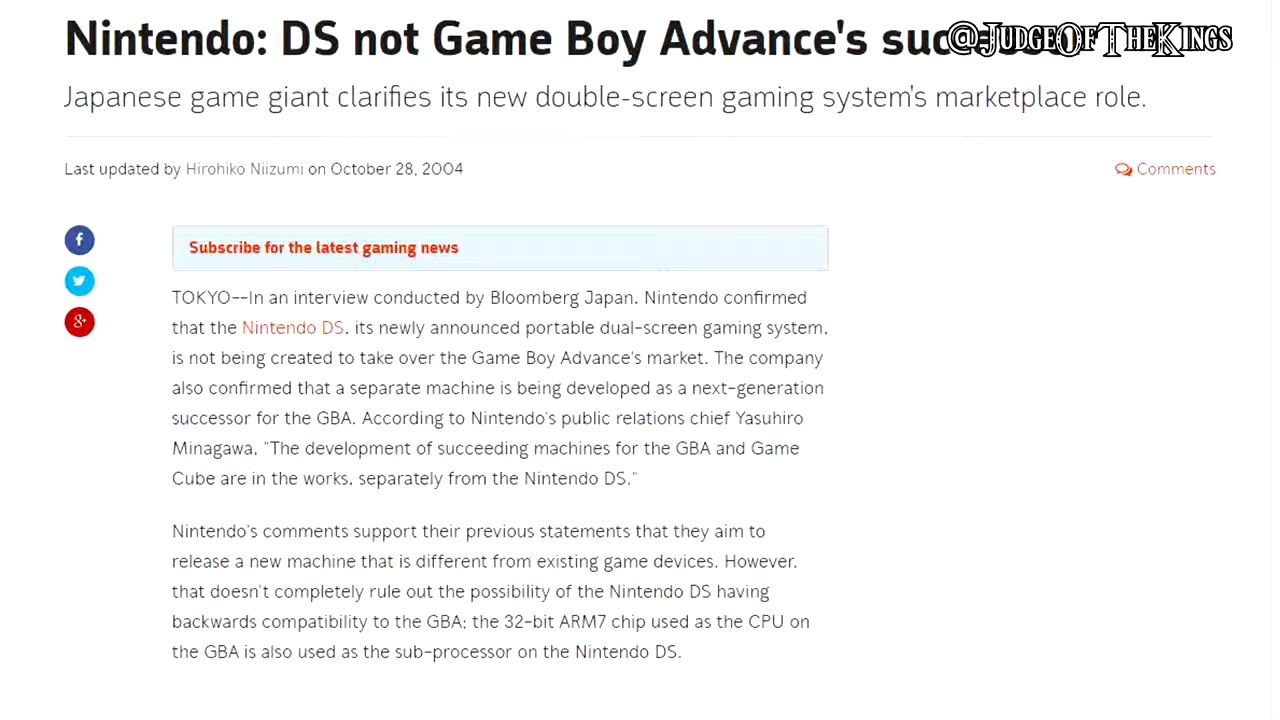 Nintendo: DS not Game Boy Advance's
@JudgeOfTheKings
Japanese game giant clarifies its new double-screen gaming system's marketplace role.
Last updated by Hirohiko Niizumi on October 28, 2004
Comments
Subscribe for the latest gaming news
TOKYO--In an interview conducted by Bloomberg Japan, Nintendo confirmed
that the Nintendo DS, its newly announced portable dual-screen gaming system,
is not being created to take over the Game Boy Advance's market. The company
also confirmed that a separate machine is being developed as a next-generation
successor for the GBA. According to Nintendo's public relations chief Yasuhiro
Minagawa, "The development of succeeding machines for the GBA and Game
Cube are in the works, separately from the Nintendo DS."
Nintendo's comments support their previous statements that they aim to
release a new machine that is different from existing game devices. However,
that doesn't completely rule out the possibility of the Nintendo DS having
backwards compatibility to the GBA; the 32-bit ARM7 chip used as the CPU on
the GBA is also used as the sub-processor on the Nintendo DS.